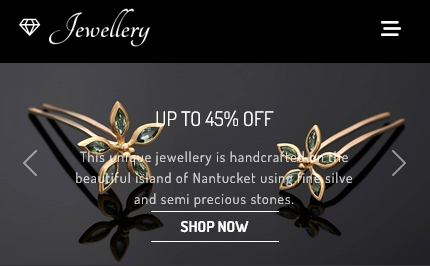 Jewellery
UP TO 45% OFF
This unique jewellery is handcrafted on the
beautiful island of Nantucket using fine silve
and semi precious stones.
SHOP NOW